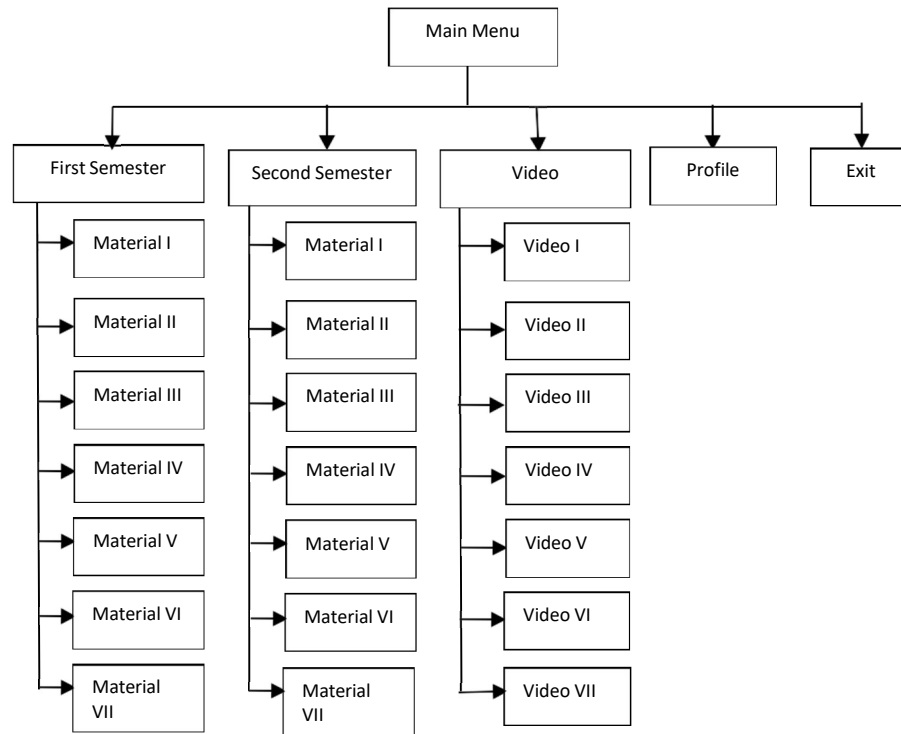 Main Menu
First Semester
Second Semester
Video
Profile
Exit
Material I
Material II
Material III
Material IV
Material V
Material VI
Material
VII
Material I
Material II
Material III
Material IV
Material V
Material VI
Material
VII
Video I
Video II
Video III
Video IV
Video V
Video VI
Video VII